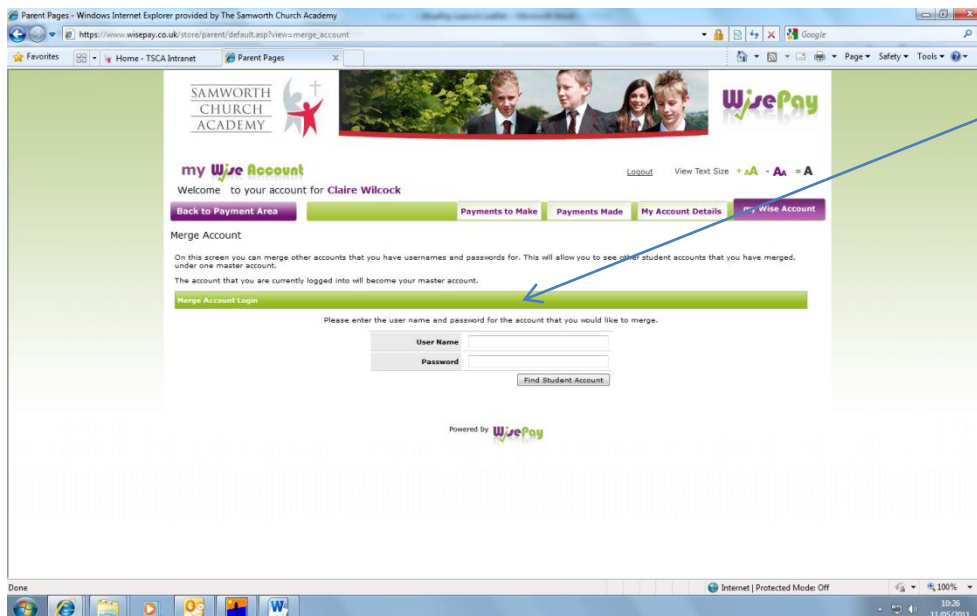 Parent Pages - Windows Internet Explorer provided by The Samworth Church Academy
https://www.wisepay.co.uk/store/parent/default.asp?view=merge_account
Google
Favorites
Home - TSCA Intranet
Parent Pages
Page
Safety
Tools
SAMWORTH
CHURCH
ACADEMY
WisePay
my Wise Account
Logout
View Text Size + AA - AA = A
Welcome to your account for Claire Wilcock
Back to Payment Area
Payments to Make
Payments Made
My Account Details
my Wise Account
Merge Account
On this screen you can merge other accounts that you have usernames and passwords for. This will allow you to see other student accounts that you have merged,
under one master account.
The account that you are currently logged into will become your master account.
Merge Account Login
Please enter the user name and password for the account that you would like to merge.
User Name
Password
Find Student Account
Powered by WisePay
Done
Internet | Protected Mode: Off
100%
10:26
11/05/2011